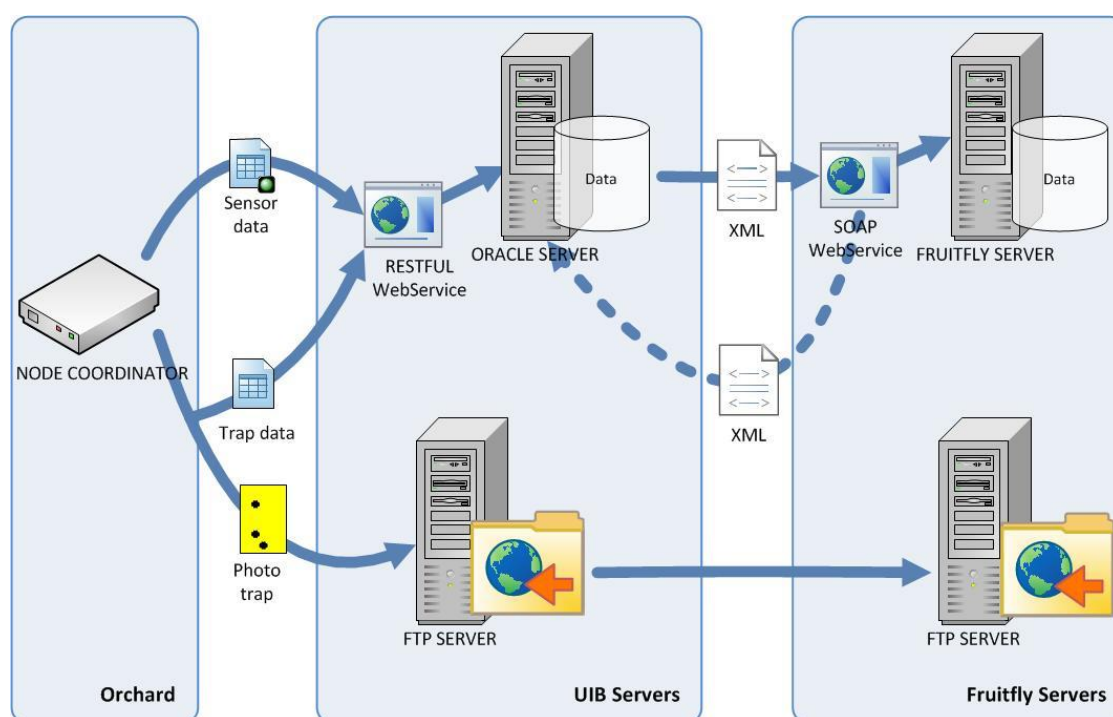 Sensor
data
RESTFUL
WebService
Data
ORACLE SERVER
<--->
<--->
XML
SOAP
WebService
Data
FRUITFLY SERVER
NODE COORDINATOR
Trap data
<--->
<--->
XML
Photo
trap
FTP SERVER
FTP SERVER
Orchard
UIB Servers
Fruitfly Servers